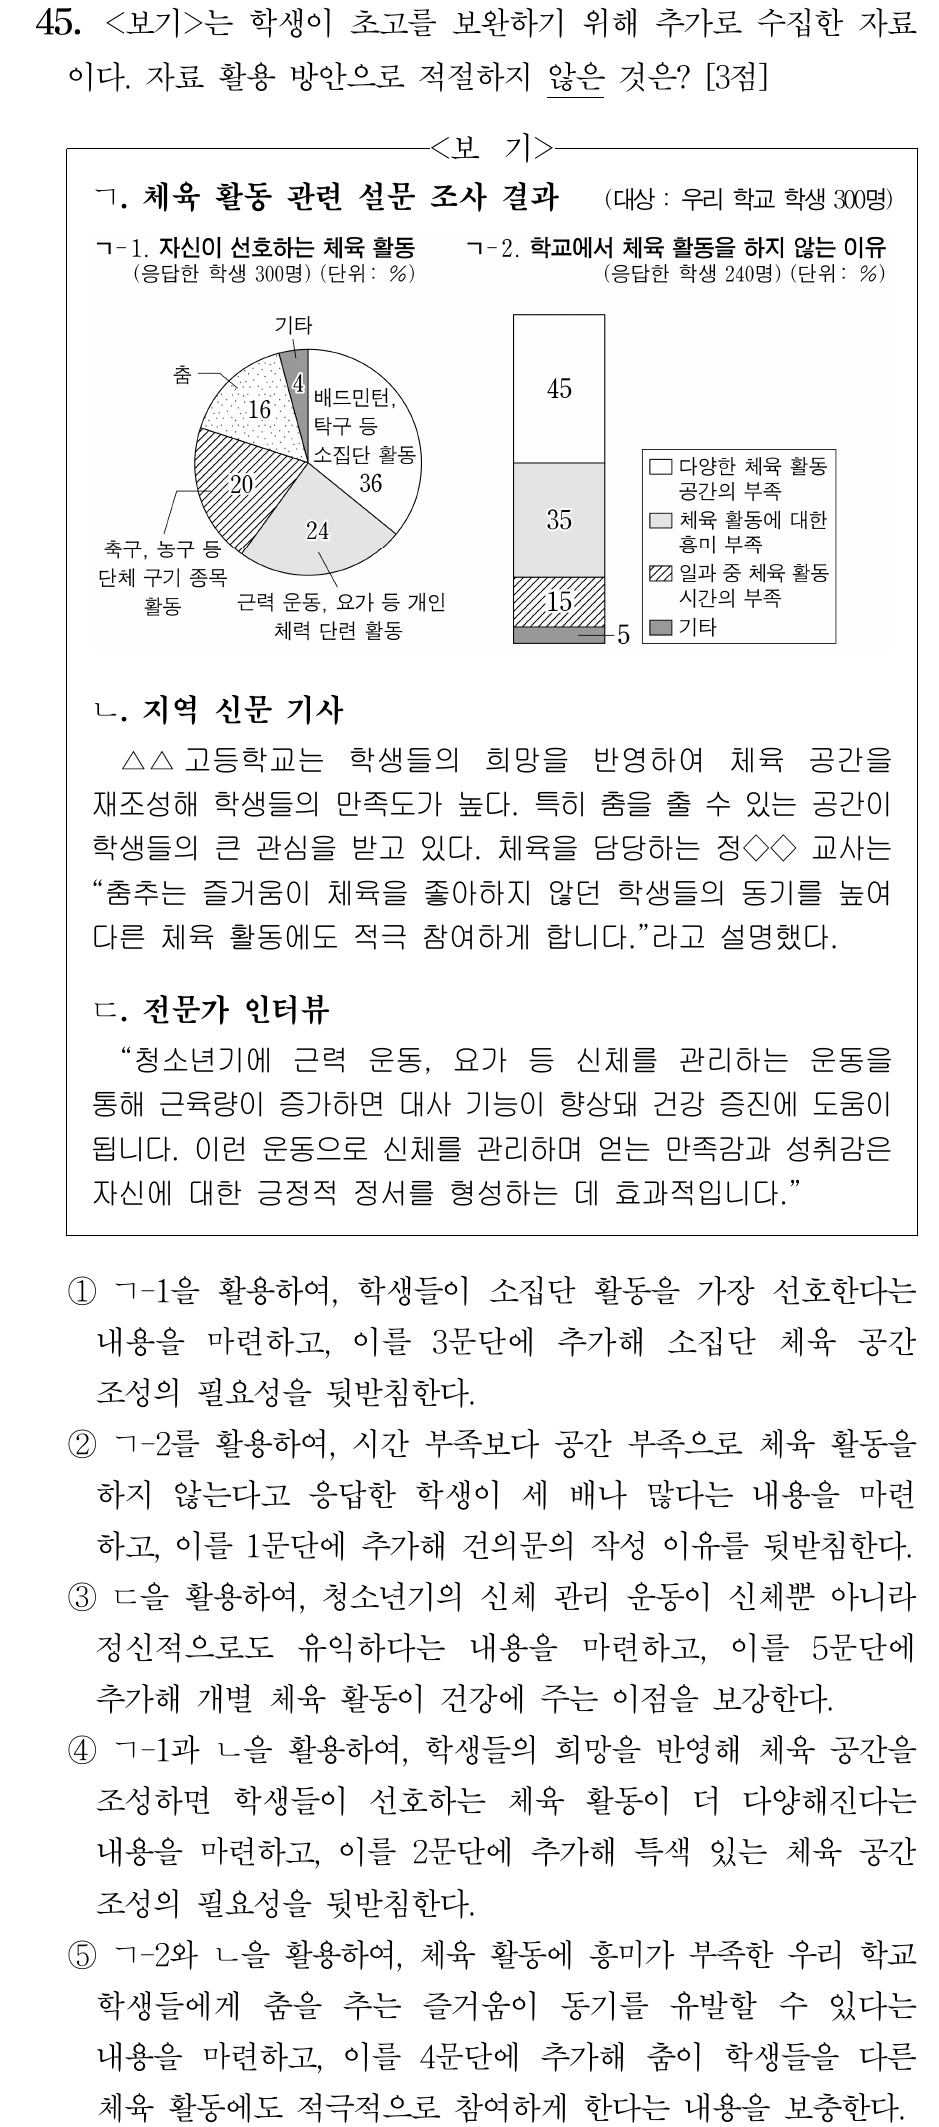 45. <보기>는 학생이 초고를 보완하기 위해 추가로 수집한 자료
이다. 자료 활용 방안으로 적절하지 않은 것은? [3점]
<보 기>
ㄱ. 체육 활동 관련 설문 조사 결과 (대상 : 우리 학교 학생 300명)
ㄱ-1. 자신이 선호하는 체육 활동
(응답한 학생 300명) (단위: %)
기타
4
춤
16
배드민턴,
탁구 등
소집단 활동
36
20
24
축구, 농구 등
단체 구기 종목
활동
근력 운동, 요가 등 개인
체력 단련 활동
ㄱ-2. 학교에서 체육 활동을 하지 않는 이유
(응답한 학생 240명) (단위: %)
45
35
15
5
다양한 체육 활동
공간의 부족
체육 활동에 대한
흥미 부족
일과 중 체육 활동
시간의 부족
기타
ㄴ. 지역 신문 기사
△△고등학교는 학생들의 희망을 반영하여 체육 공간을
재조성해 학생들의 만족도가 높다. 특히 춤을 출 수 있는 공간이
학생들의 큰 관심을 받고 있다. 체육을 담당하는 정◇◇ 교사는
“춤추는 즐거움이 체육을 좋아하지 않던 학생들의 동기를 높여
다른 체육 활동에도 적극 참여하게 합니다.”라고 설명했다.
ㄷ. 전문가 인터뷰
“청소년기에 근력 운동, 요가 등 신체를 관리하는 운동을
통해 근육량이 증가하면 대사 기능이 향상돼 건강 증진에 도움이
됩니다. 이런 운동으로 신체를 관리하며 얻는 만족감과 성취감은
자신에 대한 긍정적 정서를 형성하는 데 효과적입니다.”
① ㄱ-1을 활용하여, 학생들이 소집단 활동을 가장 선호한다는
내용을 마련하고, 이를 3문단에 추가해 소집단 체육 공간
조성의 필요성을 뒷받침한다.
② ㄱ-2를 활용하여, 시간 부족보다 공간 부족으로 체육 활동을
하지 않는다고 응답한 학생이 세 배나 많다는 내용을 마련
하고, 이를 1문단에 추가해 건의문의 작성 이유를 뒷받침한다.
③ ㄷ을 활용하여, 청소년기의 신체 관리 운동이 신체뿐 아니라
정신적으로도 유익하다는 내용을 마련하고, 이를 5문단에
추가해 개별 체육 활동이 건강에 주는 이점을 보강한다.
④ ㄱ-1과 ㄴ을 활용하여, 학생들의 희망을 반영해 체육 공간을
조성하면 학생들이 선호하는 체육 활동이 더 다양해진다는
내용을 마련하고, 이를 2문단에 추가해 특색 있는 체육 공간
조성의 필요성을 뒷받침한다.
⑤ ㄱ-2와 ㄴ을 활용하여, 체육 활동에 흥미가 부족한 우리 학교
학생들에게 춤을 추는 즐거움이 동기를 유발할 수 있다는
내용을 마련하고, 이를 4문단에 추가해 춤이 학생들을 다른
체육 활동에도 적극적으로 참여하게 한다는 내용을 보충한다.